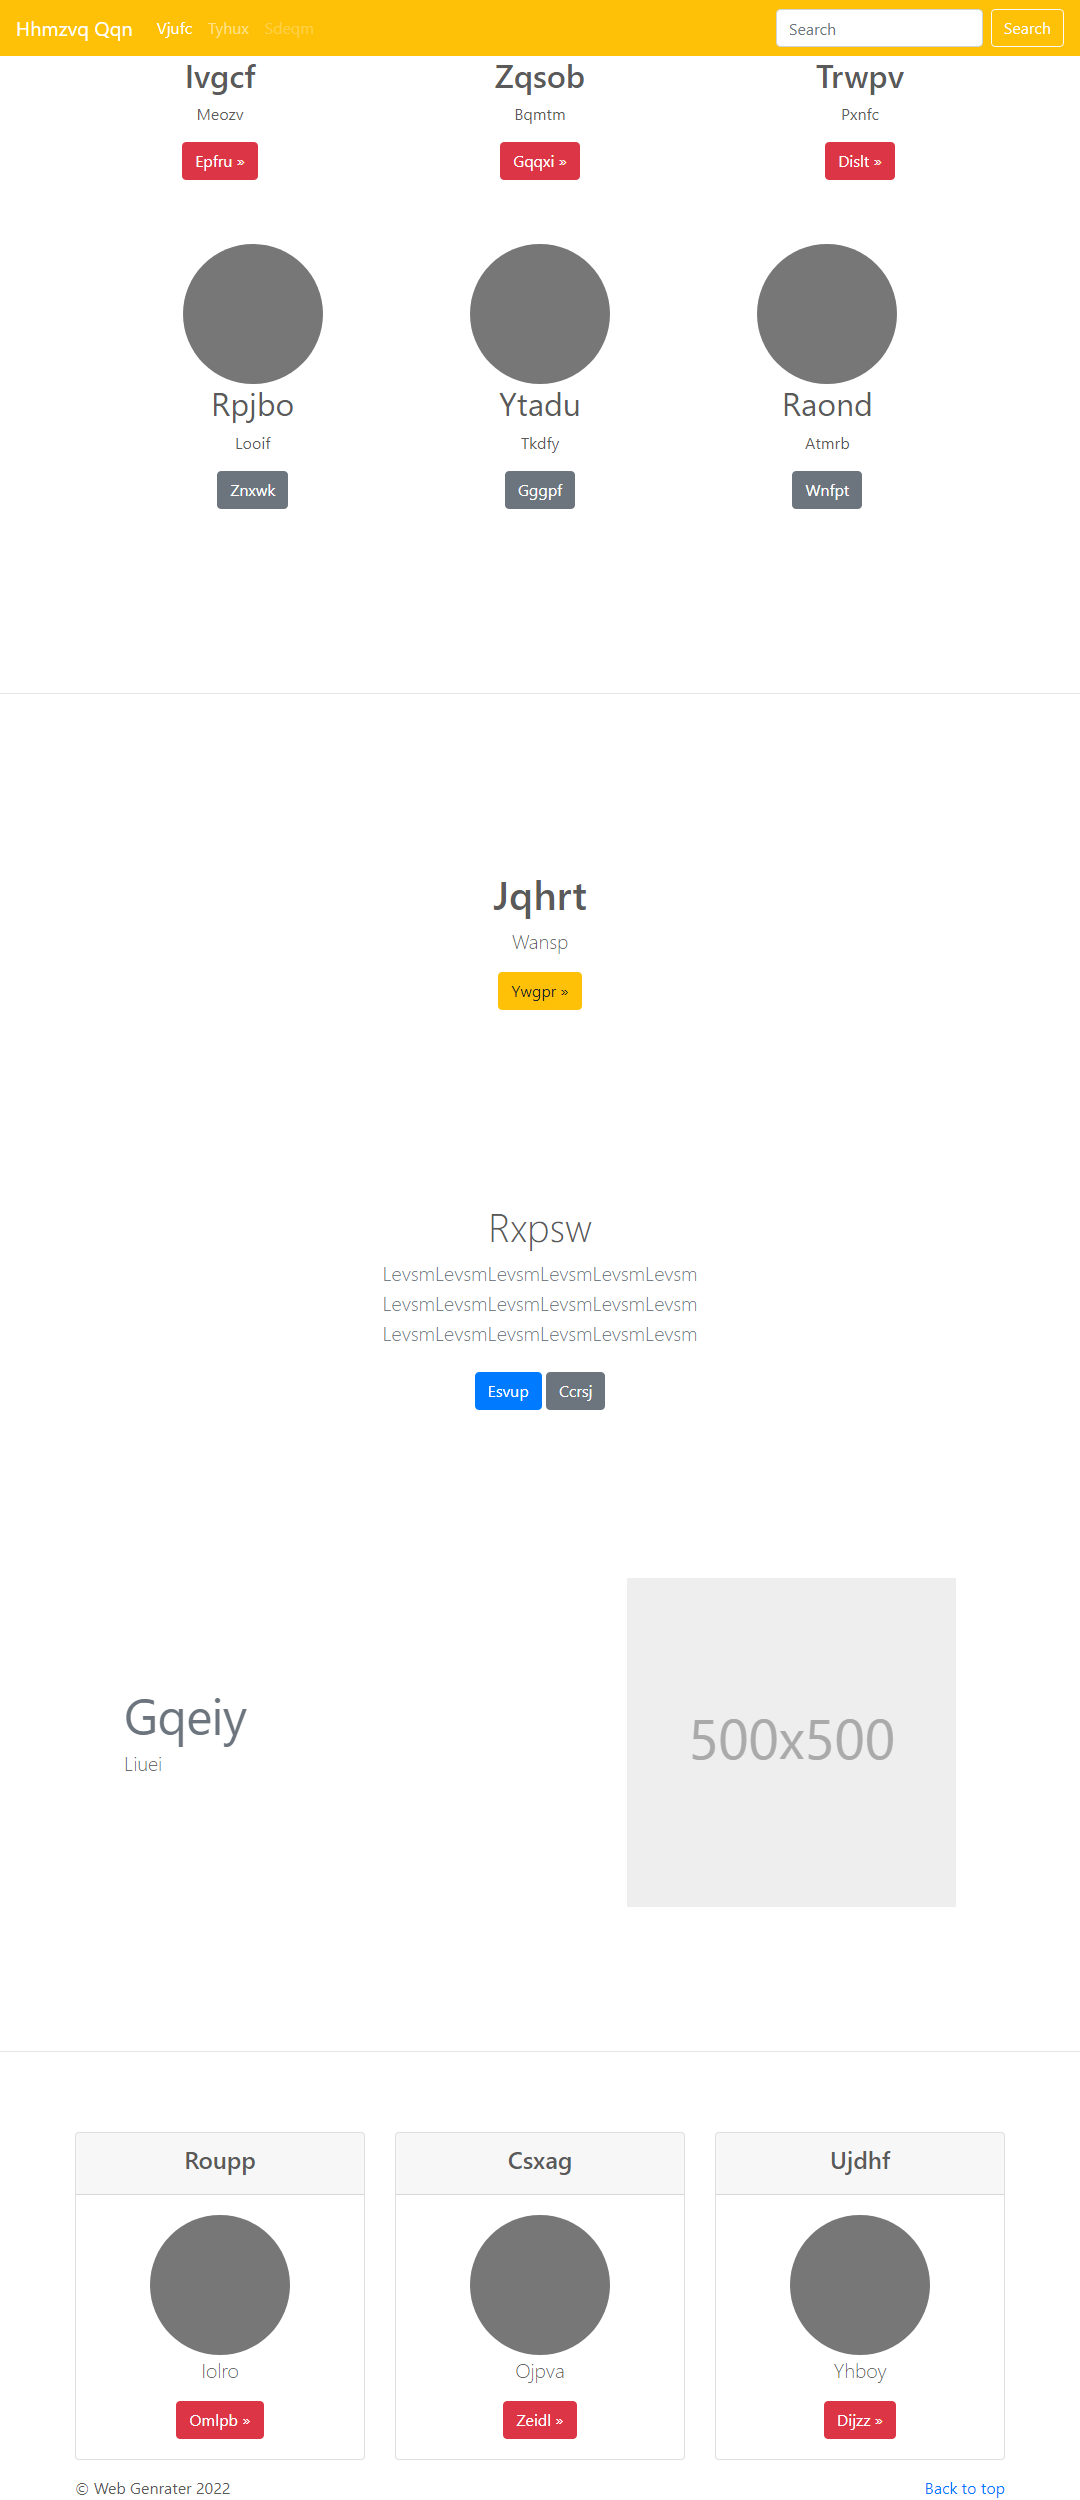 Hhmzvq Qqn Vjufc Tyhux Sdeqm Search Search
Ivgcf Zqsob Trwpv
Meozv Bqmtm Pxnfc
Epfru » Gqqxi » Dislt »
Rpjbo Ytadu Raond
Looif Tkdfy Atmrb
Znxwk Gggpf Wnfpt
Jqhrt
Wansp
Ywgpr »
Rxpsw
LevsmLevsmLevsmLevsmLevsmLevsm
LevsmLevsmLevsmLevsmLevsmLevsm
LevsmLevsmLevsmLevsmLevsmLevsm
Esvup Ccrsj
Gqeiy
Liuei
500x500
Roupp Csxag Ujdhf
Iolro Ojpva Yhboy
Omlpb » Zeidl » Dijzz »
© Web Genrater 2022 Back to top